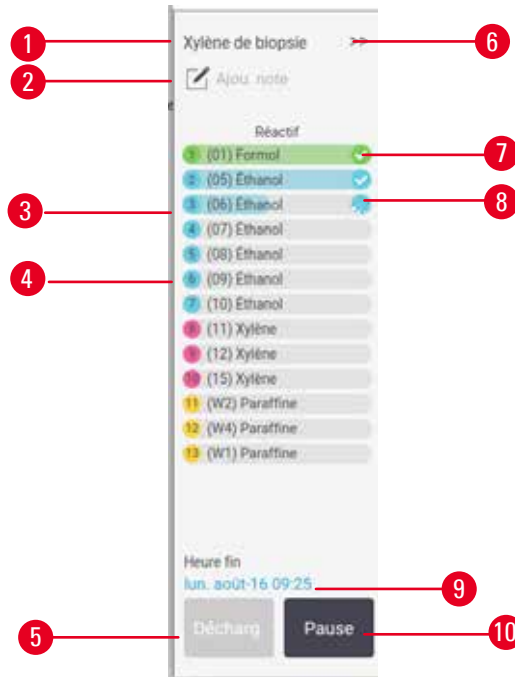 1 Xylène de biopsie >> 6
2 Ajou. note
Réactif
1 (01) Formol 7
2 (05) Éthanol
3 3 (06) Éthanol 8
4 (07) Éthanol
5 (08) Éthanol
4 6 (09) Éthanol
7 (10) Éthanol
8 (11) Xylène
9 (12) Xylène
10 (15) Xylène
11 (W2) Paraffine
12 (W4) Paraffine
13 (W1) Paraffine
Heure fin
lun. août-16 09:25 9
5 Décharg Pause 10